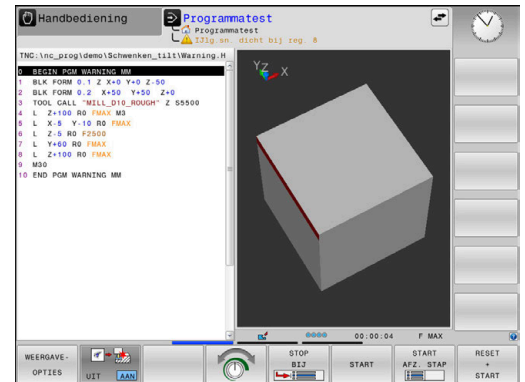 Handbediening
Programmatest
Programmatest
IJlg.sn. dicht bij reg. 8
TNC:\nc_prog\demo\Schwenken_tilt\Warning.H
0 BEGIN PGM WARNING MM
1 BLK FORM 0.1 Z X+0 Y+0 Z-50
2 BLK FORM 0.2 X+50 Y+50 Z+0
3 TOOL CALL "MILL_D10_ROUGH" Z S5500
4 L Z+100 R0 FMAX M3
5 L X-5 Y-10 R0 FMAX
6 L Z-5 R0 F2500
7 L Y+60 R0 FMAX
8 L Z+100 R0 FMAX
9 M30
10 END PGM WARNING MM
Y Z X
00:00:04 F MAX
WEERGAVE-
OPTIES
UIT AAN
STOP
BIJ
START
START
AFZ. STAP
RESET
+
START